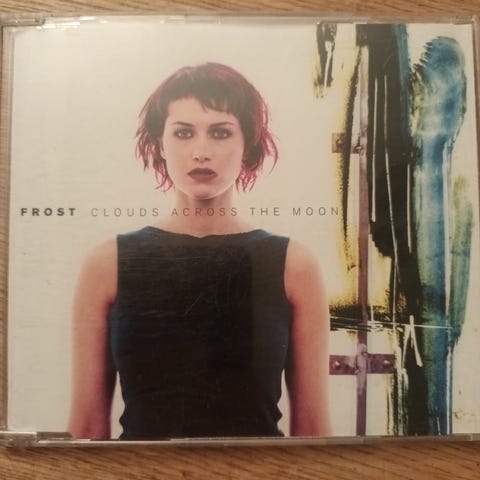 FROST CLOUDS ACROSS THE MOON